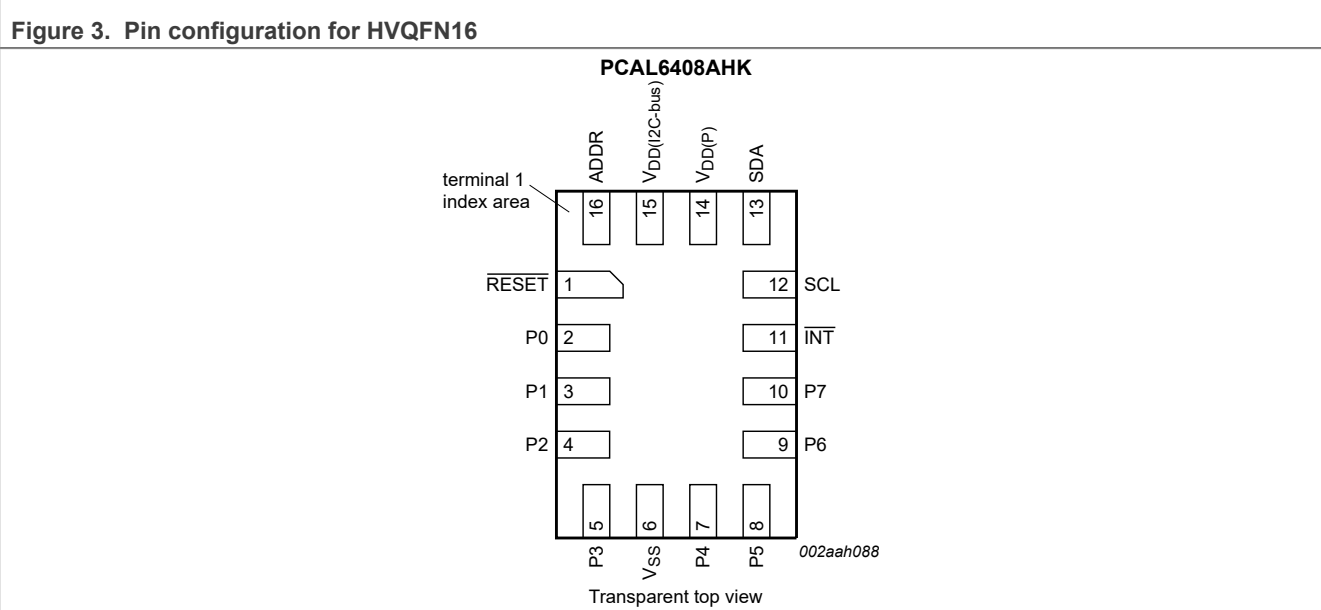 Figure 3. Pin configuration for HVQFN16
PCAL6408AHK
ADDR
VDD(I2C-bus)
VDD(P)
SDA
terminal 1
index area
16
15
14
13
RESET 1
12 SCL
P0 2
11 INT
P1 3
10 P7
P2 4
9 P6
5
6
7
8
P3
VSS
P4
P5
002aah088
Transparent top view